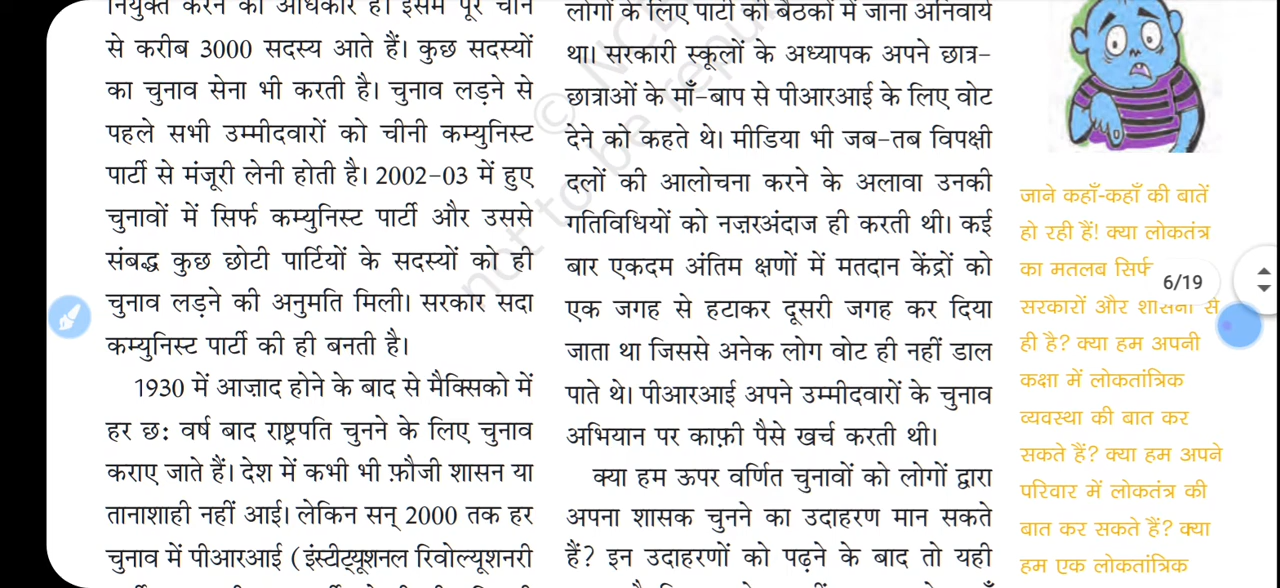 नियुक्त करने का अधिकार है। इसमें पूरे चीन
से करीब 3000 सदस्य आते हैं। कुछ सदस्यों
का चुनाव सेना भी करती है। चुनाव लड़ने से
पहले सभी उम्मीदवारों को चीनी कम्युनिस्ट
पार्टी से मंजूरी लेनी होती है। 2002-03 में हुए
चुनावों में सिर्फ कम्युनिस्ट पार्टी और उससे
संबद्ध कुछ छोटी पार्टियों के सदस्यों को ही
चुनाव लड़ने की अनुमति मिली। सरकार सदा
कम्युनिस्ट पार्टी की ही बनती है।
1930 में आज़ाद होने के बाद से मैक्सिको में
हर छः वर्ष बाद राष्ट्रपति चुनने के लिए चुनाव
कराए जाते हैं। देश में कभी भी फ़ौजी शासन या
तानाशाही नहीं आई। लेकिन सन् 2000 तक हर
चुनाव में पीआरआई (इंस्टीट्यूशनल रिवोल्यूशनरी
लोगों के लिए पार्टी की बैठकों में जाना अनिवार्य
था। सरकारी स्कूलों के अध्यापक अपने छात्र-
छात्राओं के माँ-बाप से पीआरआई के लिए वोट
देने को कहते थे। मीडिया भी जब-तब विपक्षी
दलों की आलोचना करने के अलावा उनकी
गतिविधियों को नज़रअंदाज ही करती थी। कई
बार एकदम अंतिम क्षणों में मतदान केंद्रों को
एक जगह से हटाकर दूसरी जगह कर दिया
जाता था जिससे अनेक लोग वोट ही नहीं डाल
पाते थे। पीआरआई अपने उम्मीदवारों के चुनाव
अभियान पर काफ़ी पैसे खर्च करती थी।
क्या हम ऊपर वर्णित चुनावों को लोगों द्वारा
अपना शासक चुनने का उदाहरण मान सकते
हैं? इन उदाहरणों को पढ़ने के बाद तो यही
जाने कहाँ-कहाँ की बातें
हो रही हैं! क्या लोकतंत्र
का मतलब सिर्फ
सरकारों और शासनों से
ही है? क्या हम अपनी
कक्षा में लोकतांत्रिक
व्यवस्था की बात कर
सकते हैं? क्या हम अपने
परिवार में लोकतंत्र की
बात कर सकते हैं? क्या
हम एक लोकतांत्रिक
6/19
not to be repu